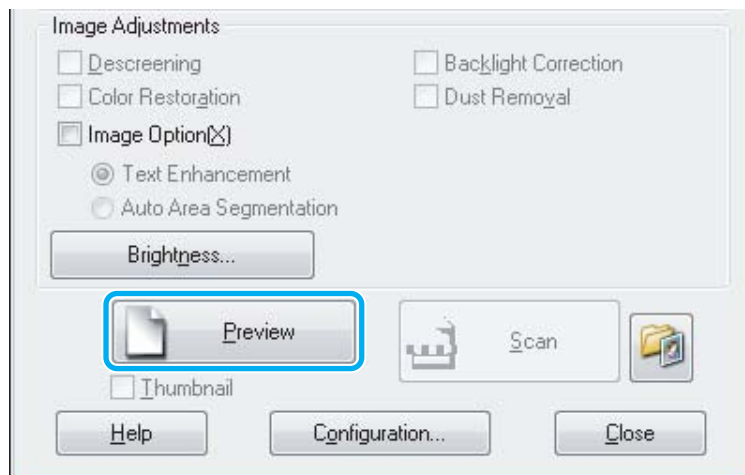 Image Adjustments
Descreening Backlight Correction
Color Restoration Dust Removal
Image Option(X)
Text Enhancement
Auto Area Segmentation
Brightness...
Preview Scan
Thumbnail
Help Configuration... Close